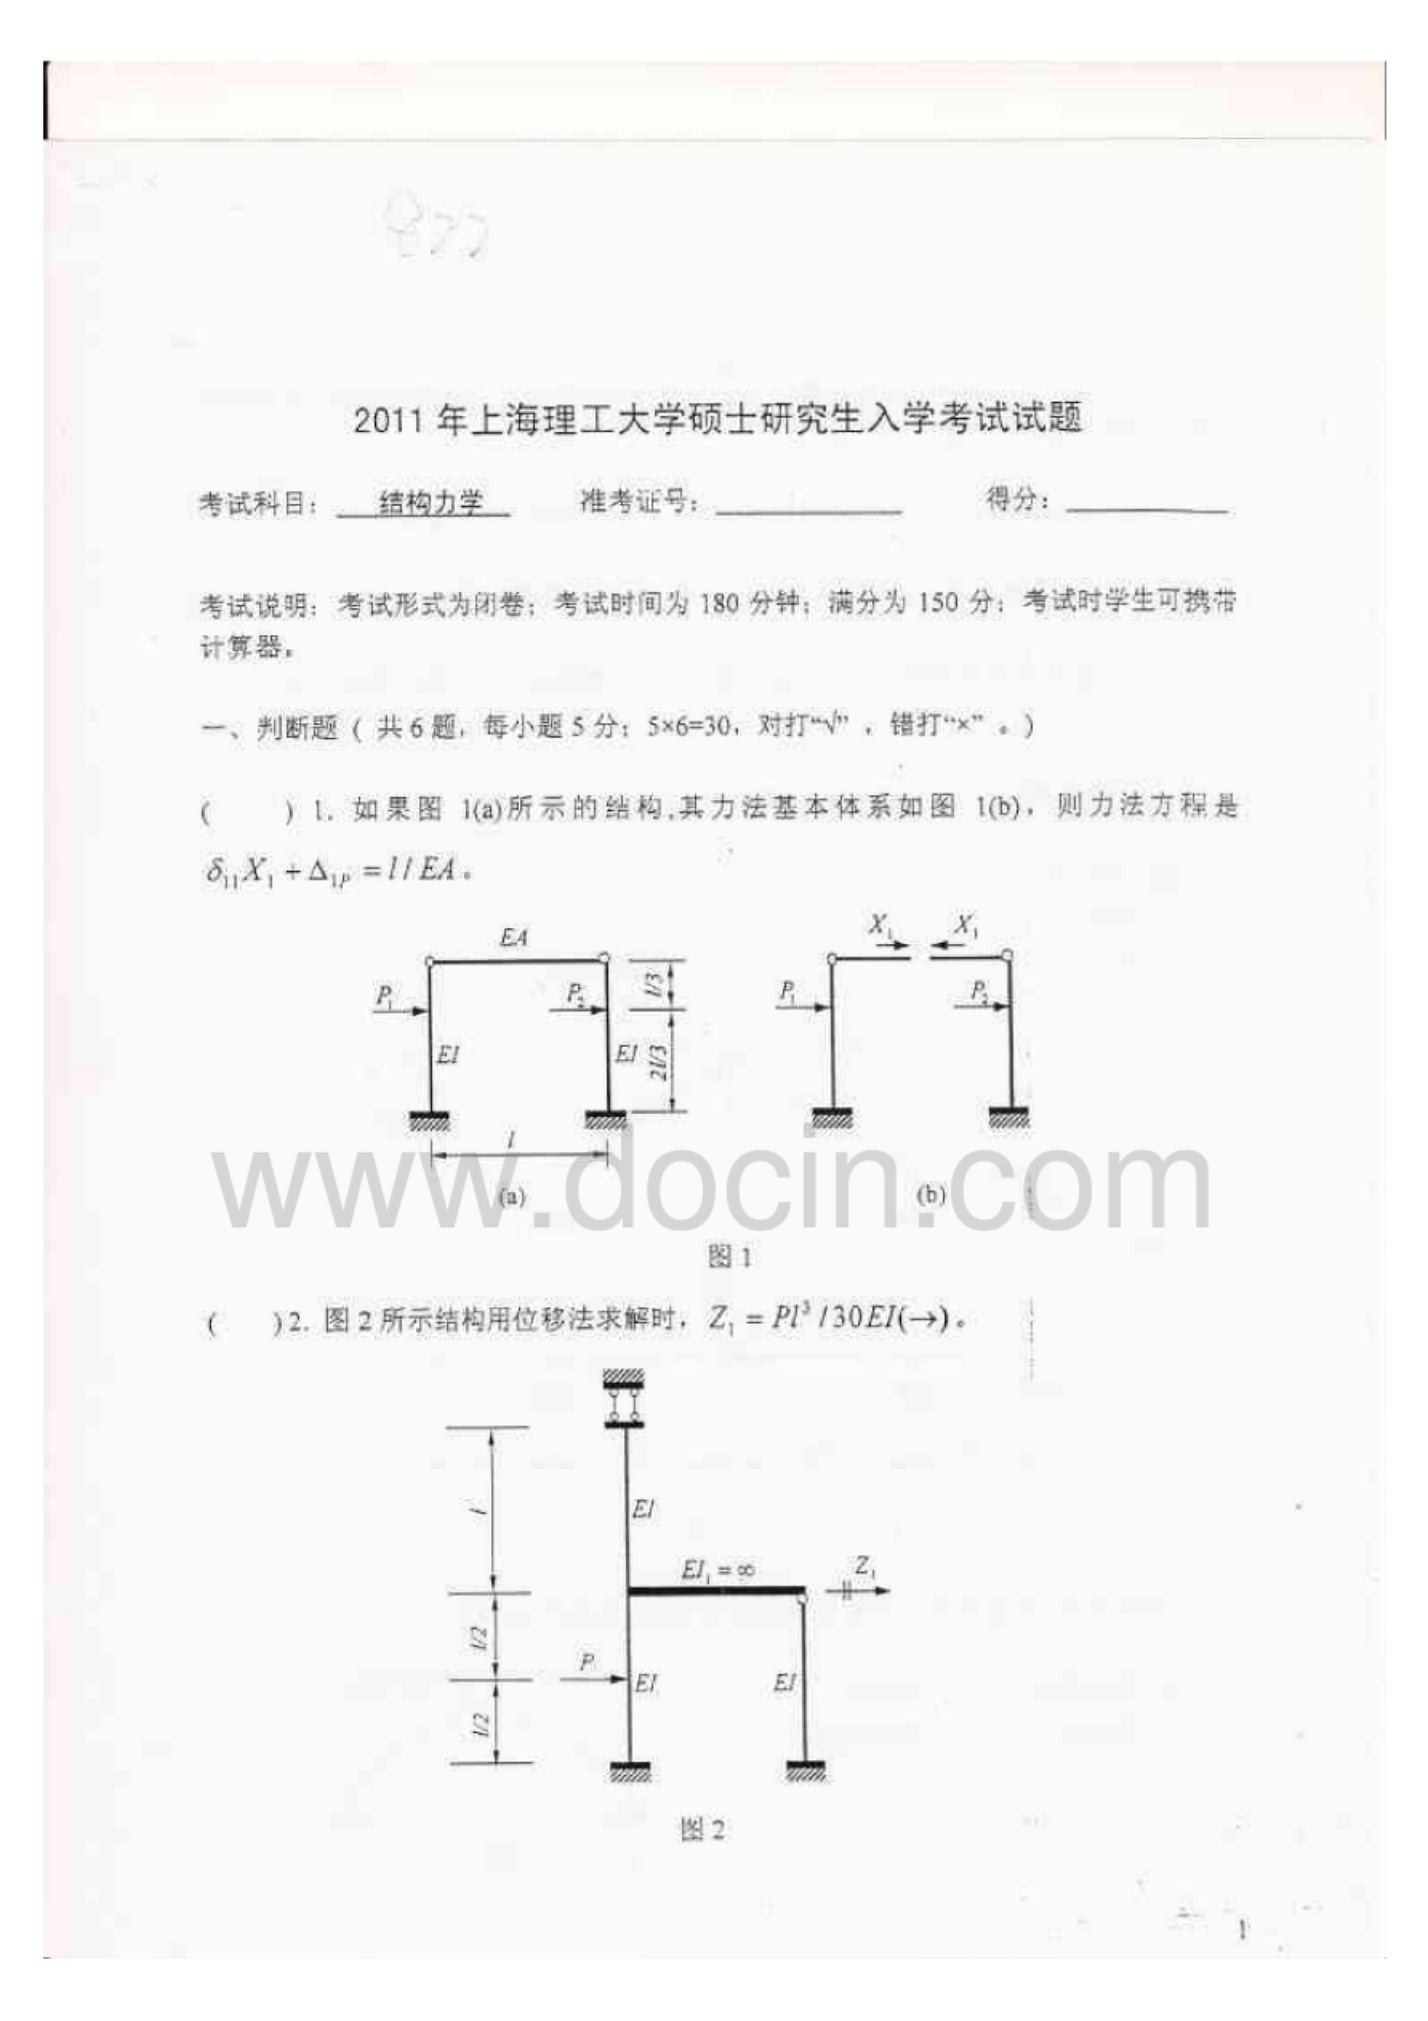 822
2011 年上海理工大学硕士研究生入学考试试题
考试科目: 结构力学 准考证号: 得分:
考试说明: 考试形式为闭卷; 考试时间为 180 分钟; 满分为 150 分; 考试时学生可携带
计算器。
一、判断题 ( 共 6 题, 每小题 5 分; 5×6=30, 对打“√” , 错打“×” 。)
( ) 1. 如果图 1(a)所示的结构,其力法基本体系如图 1(b), 则力法方程是
δ₁₁X₁ + Δ₁P = l / EA 。
EA
P₁
P₂
l/3
EI
EI
2l/3
l
(a)
X₁ X₁
P₁
P₂
(b)
www.docin.com
图 1
( )2. 图 2 所示结构用位移法求解时, Z₁ = Pl³ / 30EI(→) 。
l
EI
EI₁ = ∞
Z₁
l/2
P
EI
EI
l/2
图 2
1